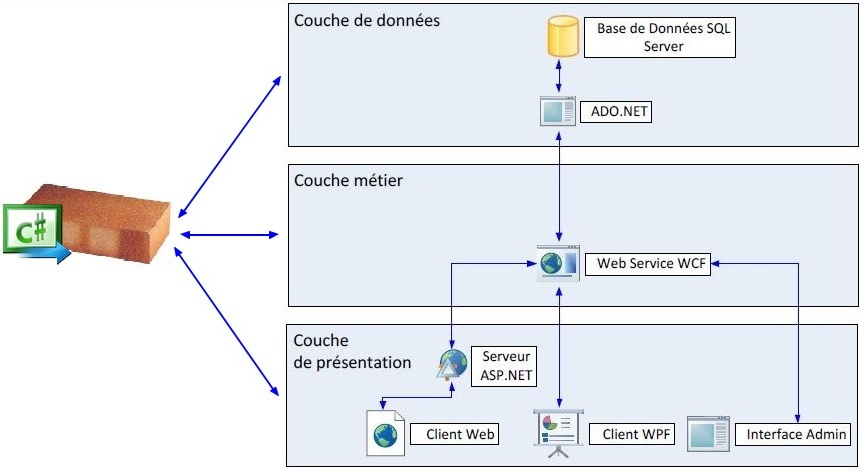 Couche de données
Base de Données SQL
Server
ADO.NET
Couche métier
C#
Web Service WCF
Couche
de présentation
Serveur
ASP.NET
Client Web
Client WPF
Interface Admin